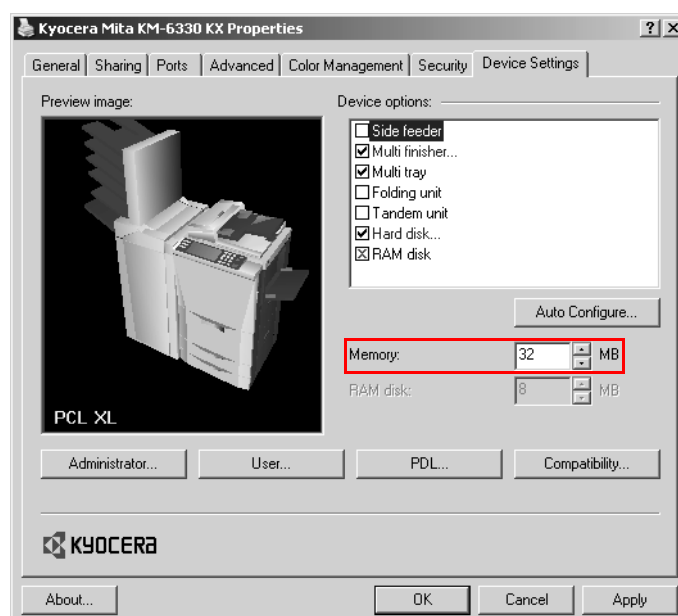 Kyocera Mita KM-6330 KX Properties
General Sharing Ports Advanced Color Management Security Device Settings
Preview image:
PCL XL
Device options:
Side feeder
Multi finisher...
Multi tray
Folding unit
Tandem unit
Hard disk...
RAM disk
Auto Configure...
Memory: 32 MB
RAM disk: 8 MB
Administrator... User... PDL... Compatibility...
KYOCERA
About... OK Cancel Apply